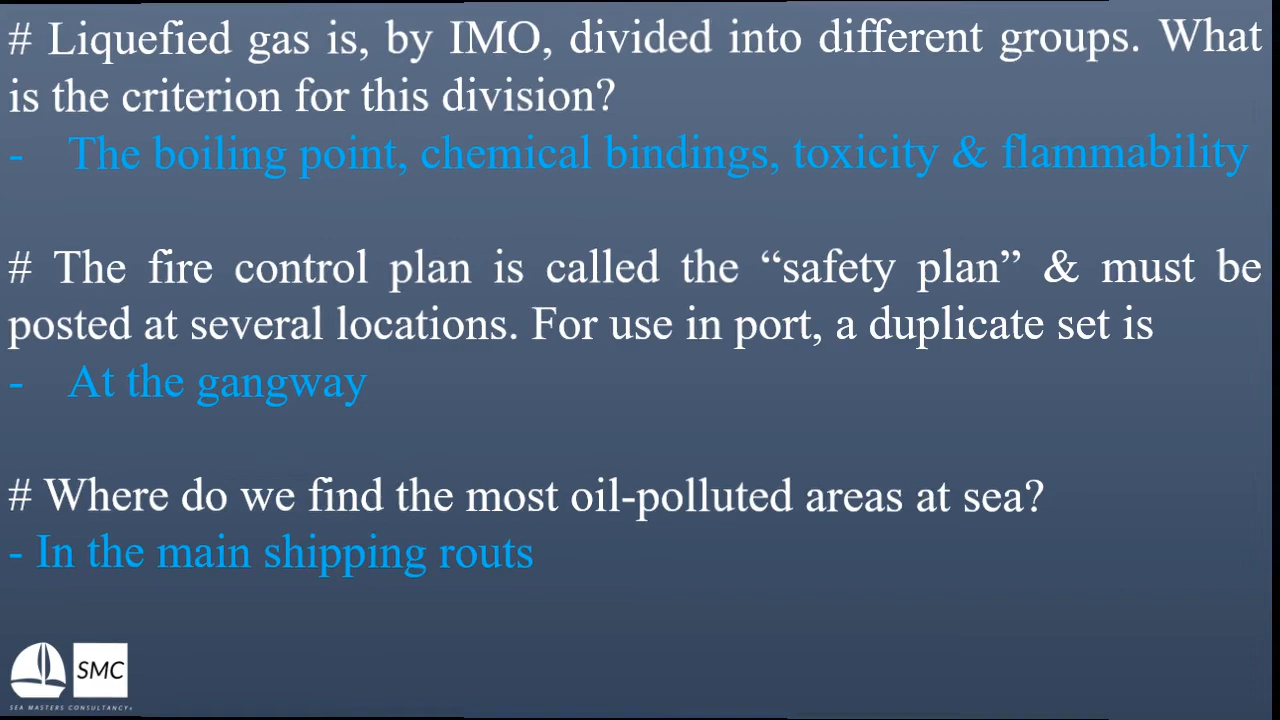 # Liquefied gas is, by IMO, divided into different groups. What
is the criterion for this division?
- The boiling point, chemical bindings, toxicity & flammability
# The fire control plan is called the “safety plan” & must be
posted at several locations. For use in port, a duplicate set is
- At the gangway
# Where do we find the most oil-polluted areas at sea?
- In the main shipping routs
SMC
SEA MASTERS CONSULTANCY